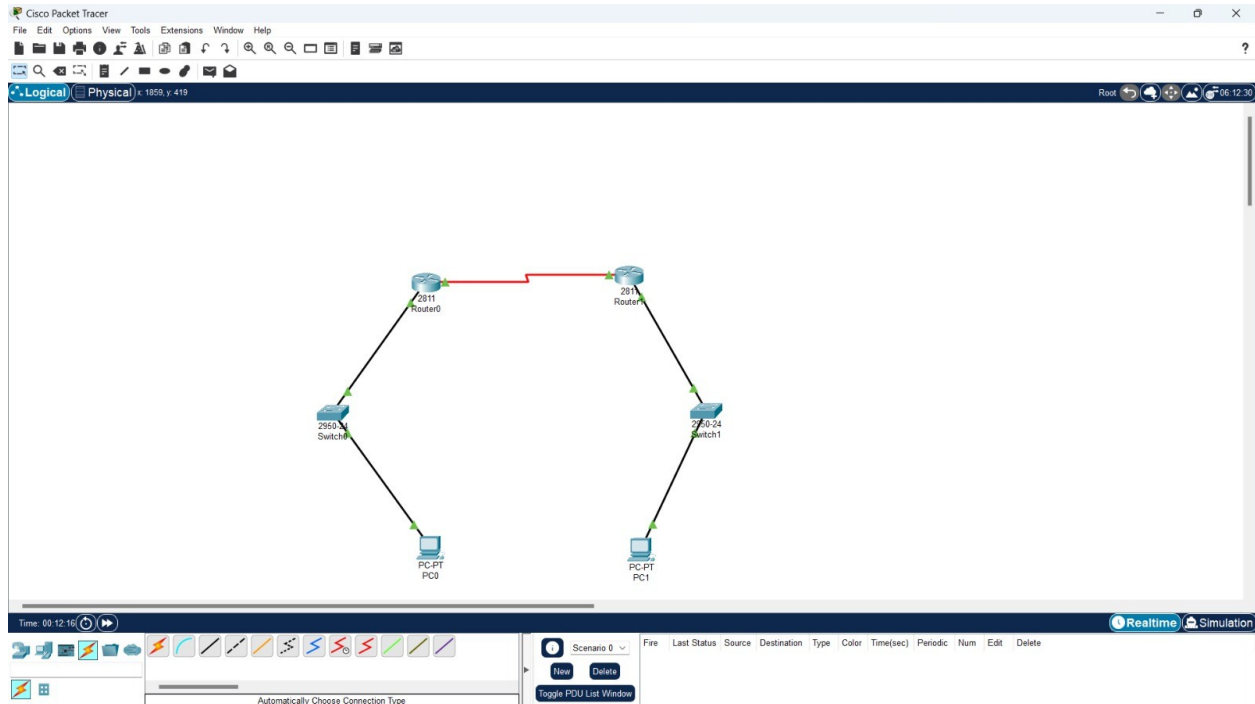 Cisco Packet Tracer
File Edit Options View Tools Extensions Window Help
?
Logical Physical x: 1859, y: 419
Root 06:12:30
2811
Router0
2811
Router1
2950-24
Switch0
2950-24
Switch1
PC-PT
PC0
PC-PT
PC1
Time: 00:12:16
Realtime Simulation
Scenario 0
New Delete
Toggle PDU List Window
Fire Last Status Source Destination Type Color Time(sec) Periodic Num Edit Delete
Automatically Choose Connection Type